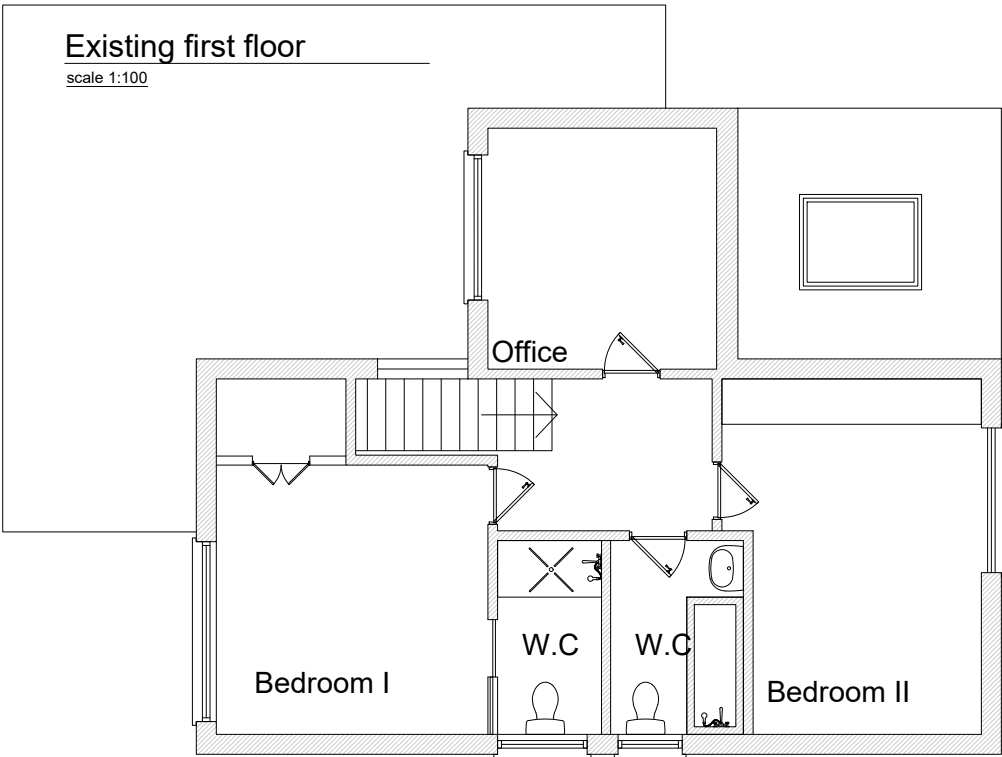 Existing first floor
scale 1:100
Office
W.C
W.C
Bedroom I
Bedroom II